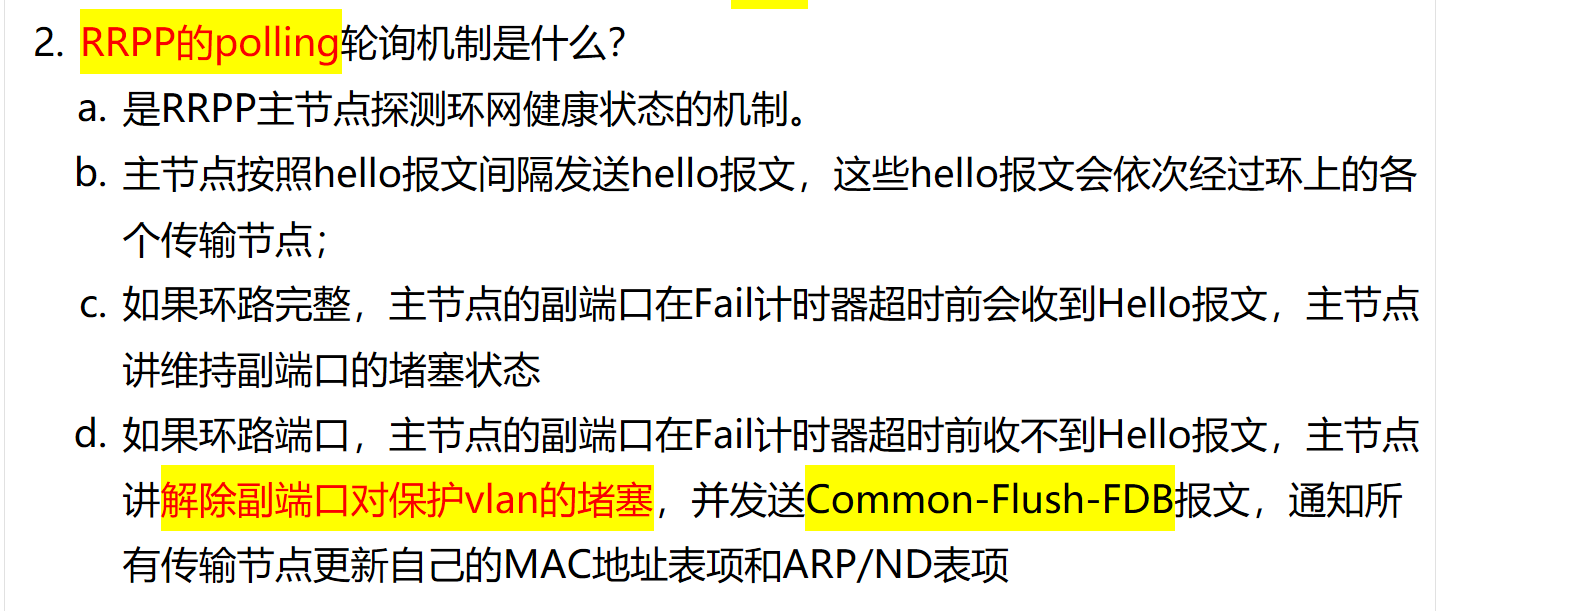 2. RRPP的polling轮询机制是什么？
a. 是RRPP主节点探测环网健康状态的机制。
b. 主节点按照hello报文间隔发送hello报文，这些hello报文会依次经过环上的各
个传输节点；
c. 如果环路完整，主节点的副端口在Fail计时器超时前会收到Hello报文，主节点
讲维持副端口的堵塞状态
d. 如果环路端口，主节点的副端口在Fail计时器超时前收不到Hello报文，主节点
讲解除副端口对保护vlan的堵塞，并发送Common-Flush-FDB报文，通知所
有传输节点更新自己的MAC地址表项和ARP/ND表项